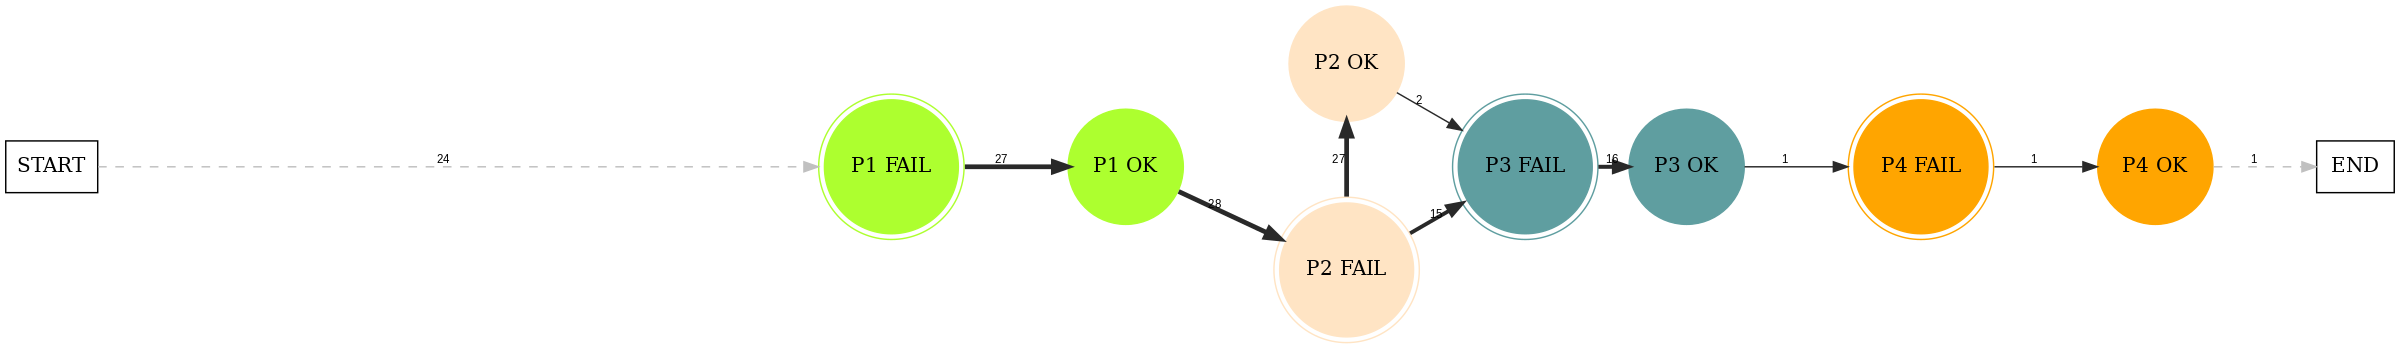 START
24
P1 FAIL
27
P1 OK
28
P2 OK
27
P2 FAIL
2
15
P3 FAIL
16
P3 OK
1
P4 FAIL
1
P4 OK
1
END